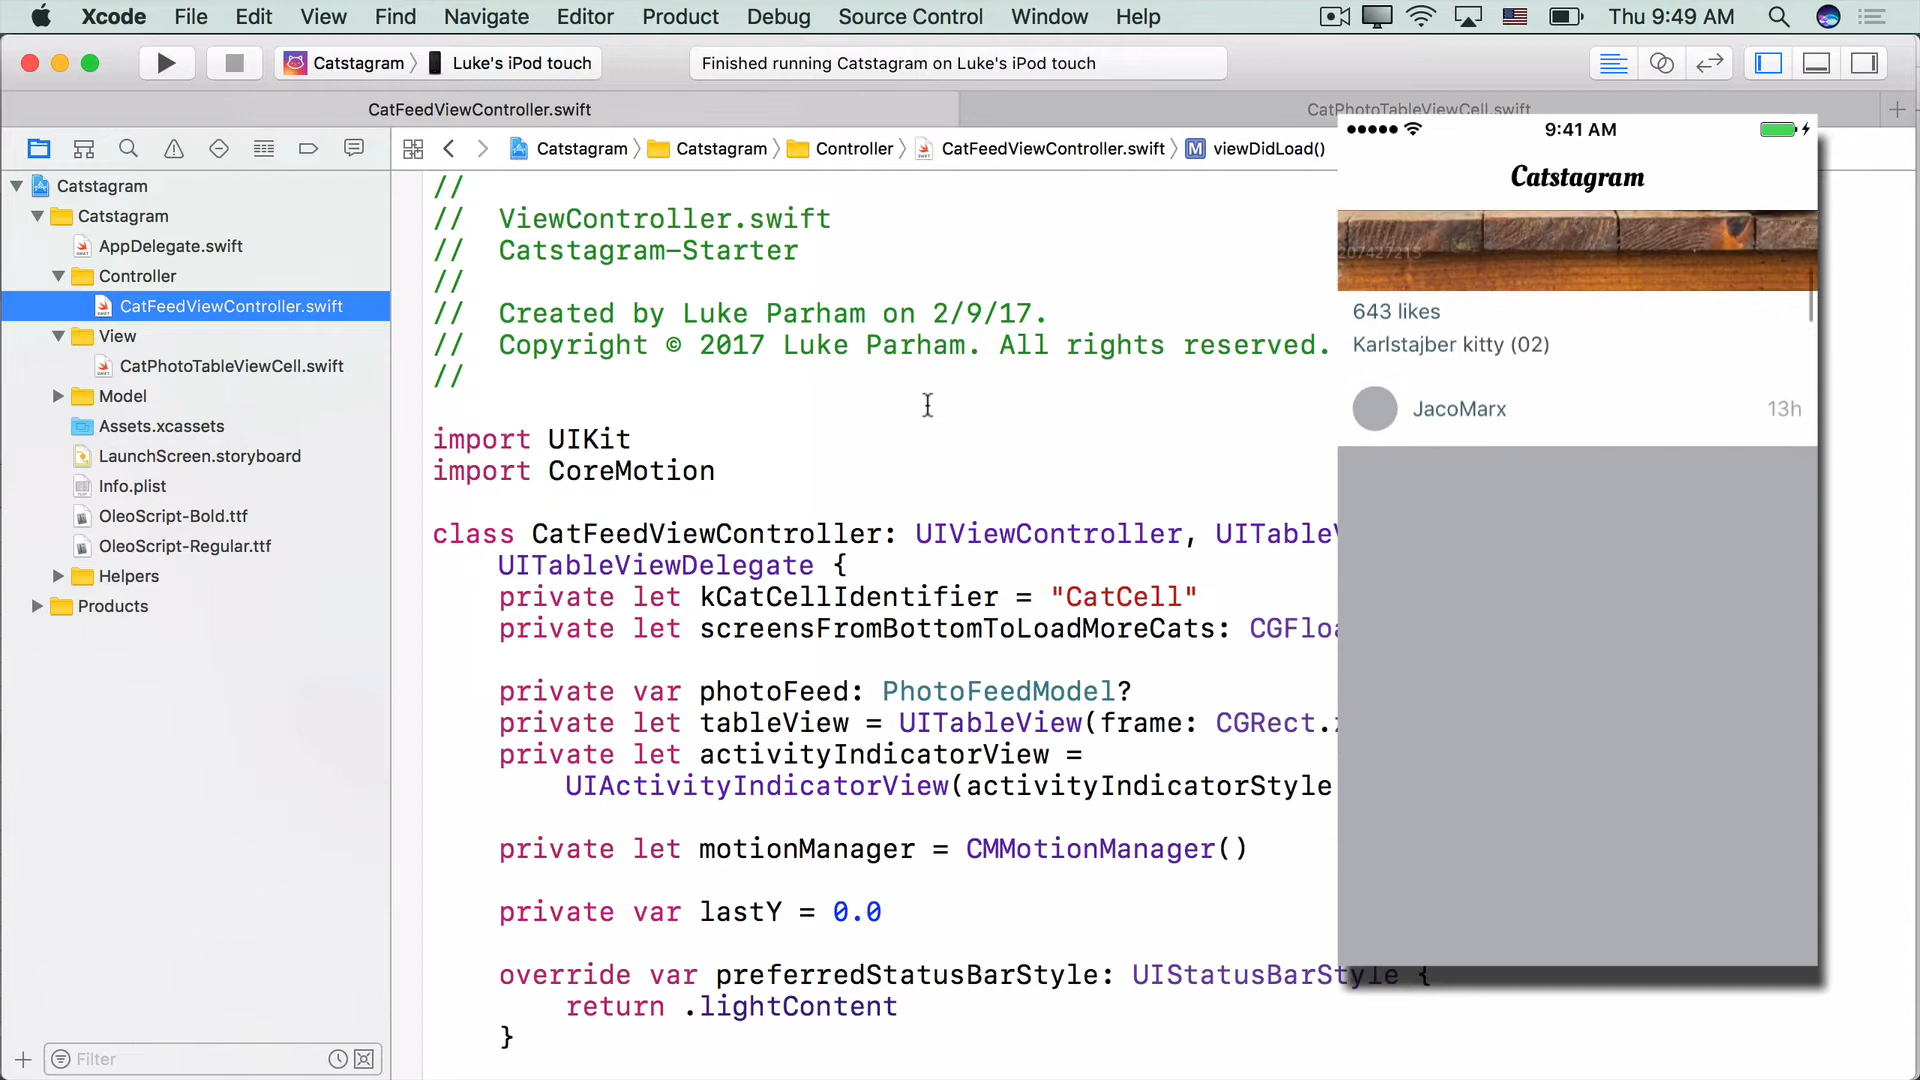 Xcode File Edit View Find Navigate Editor Product Debug Source Control Window Help Thu 9:49 AM
Catstagram Luke's iPod touch Finished running Catstagram on Luke's iPod touch
CatFeedViewController.swift CatPhotoTableViewCell.swift
Catstagram Catstagram Controller CatFeedViewController.swift M viewDidLoad()
Catstagram
Catstagram
AppDelegate.swift
Controller
CatFeedViewController.swift
View
CatPhotoTableViewCell.swift
Model
Assets.xcassets
LaunchScreen.storyboard
Info.plist
OleoScript-Bold.ttf
OleoScript-Regular.ttf
Helpers
Products
Filter
//
// ViewController.swift
// Catstagram-Starter
//
// Created by Luke Parham on 2/9/17.
// Copyright © 2017 Luke Parham. All rights reserved.
//
import UIKit
import CoreMotion
class CatFeedViewController: UIViewController, UITableV
UITableViewDelegate {
private let kCatCellIdentifier = "CatCell"
private let screensFromBottomToLoadMoreCats: CGFloa
private var photoFeed: PhotoFeedModel?
private let tableView = UITableView(frame: CGRect.z
private let activityIndicatorView =
UIActivityIndicatorView(activityIndicatorStyle
private let motionManager = CMMotionManager()
private var lastY = 0.0
override var preferredStatusBarStyle: UIStatusBarStyle {
return .lightContent
}
9:41 AM
Catstagram
207427215
643 likes
Karlstajber kitty (02)
JacoMarx 13h